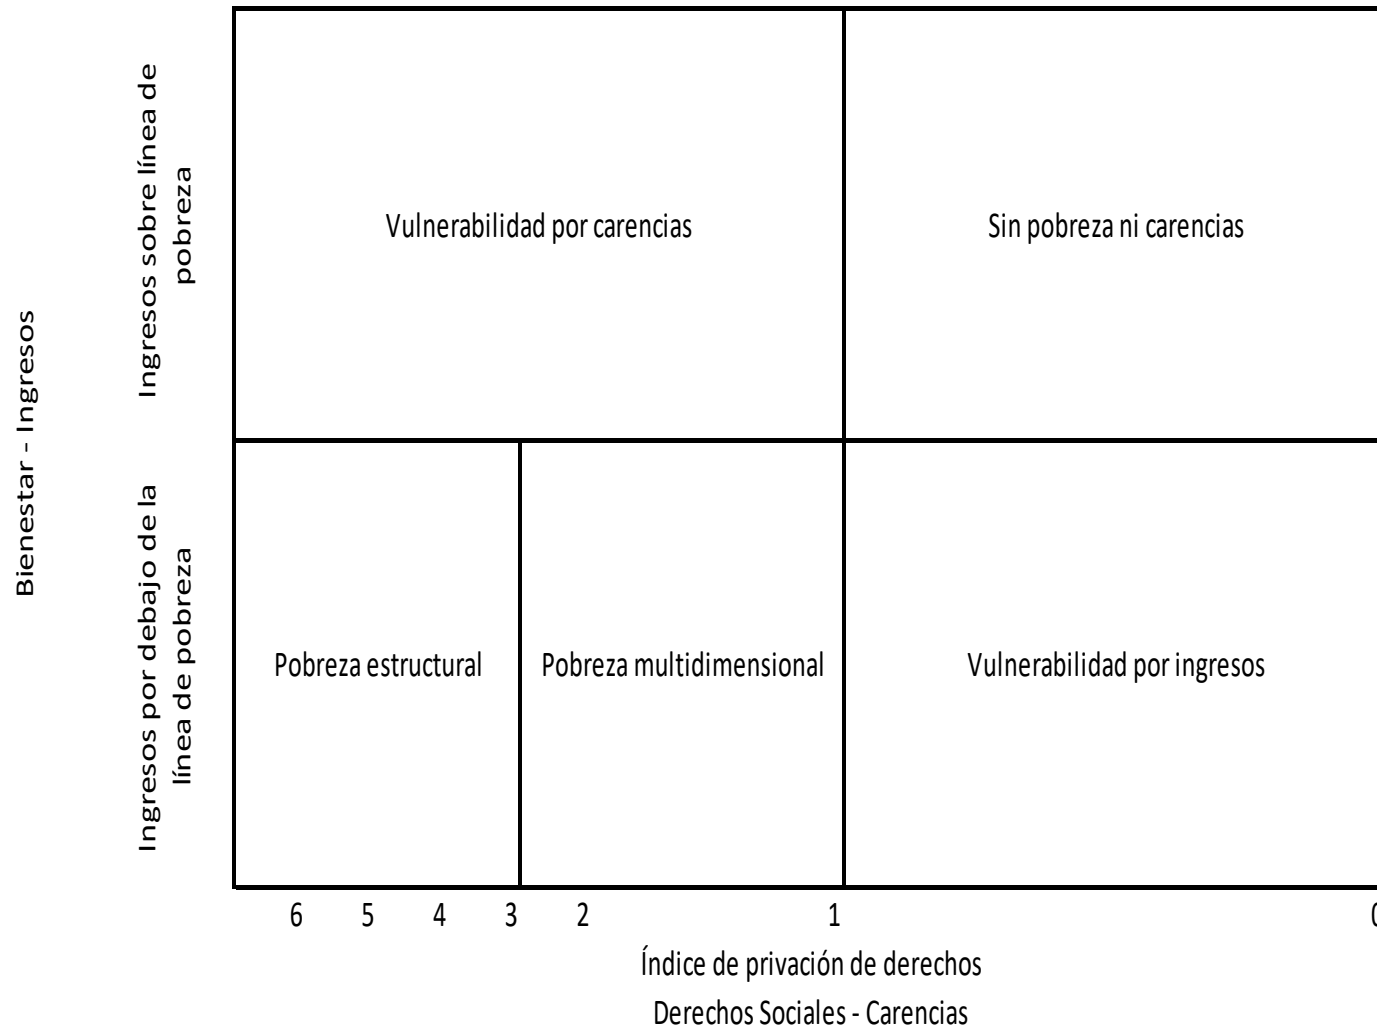 Bienestar - Ingresos
Ingresos sobre línea de
pobreza
Vulnerabilidad por carencias
Sin pobreza ni carencias
Ingresos por debajo de la
línea de pobreza
Pobreza estructural
Pobreza multidimensional
Vulnerabilidad por ingresos
6 5 4 3 2 1 0
Índice de privación de derechos
Derechos Sociales - Carencias